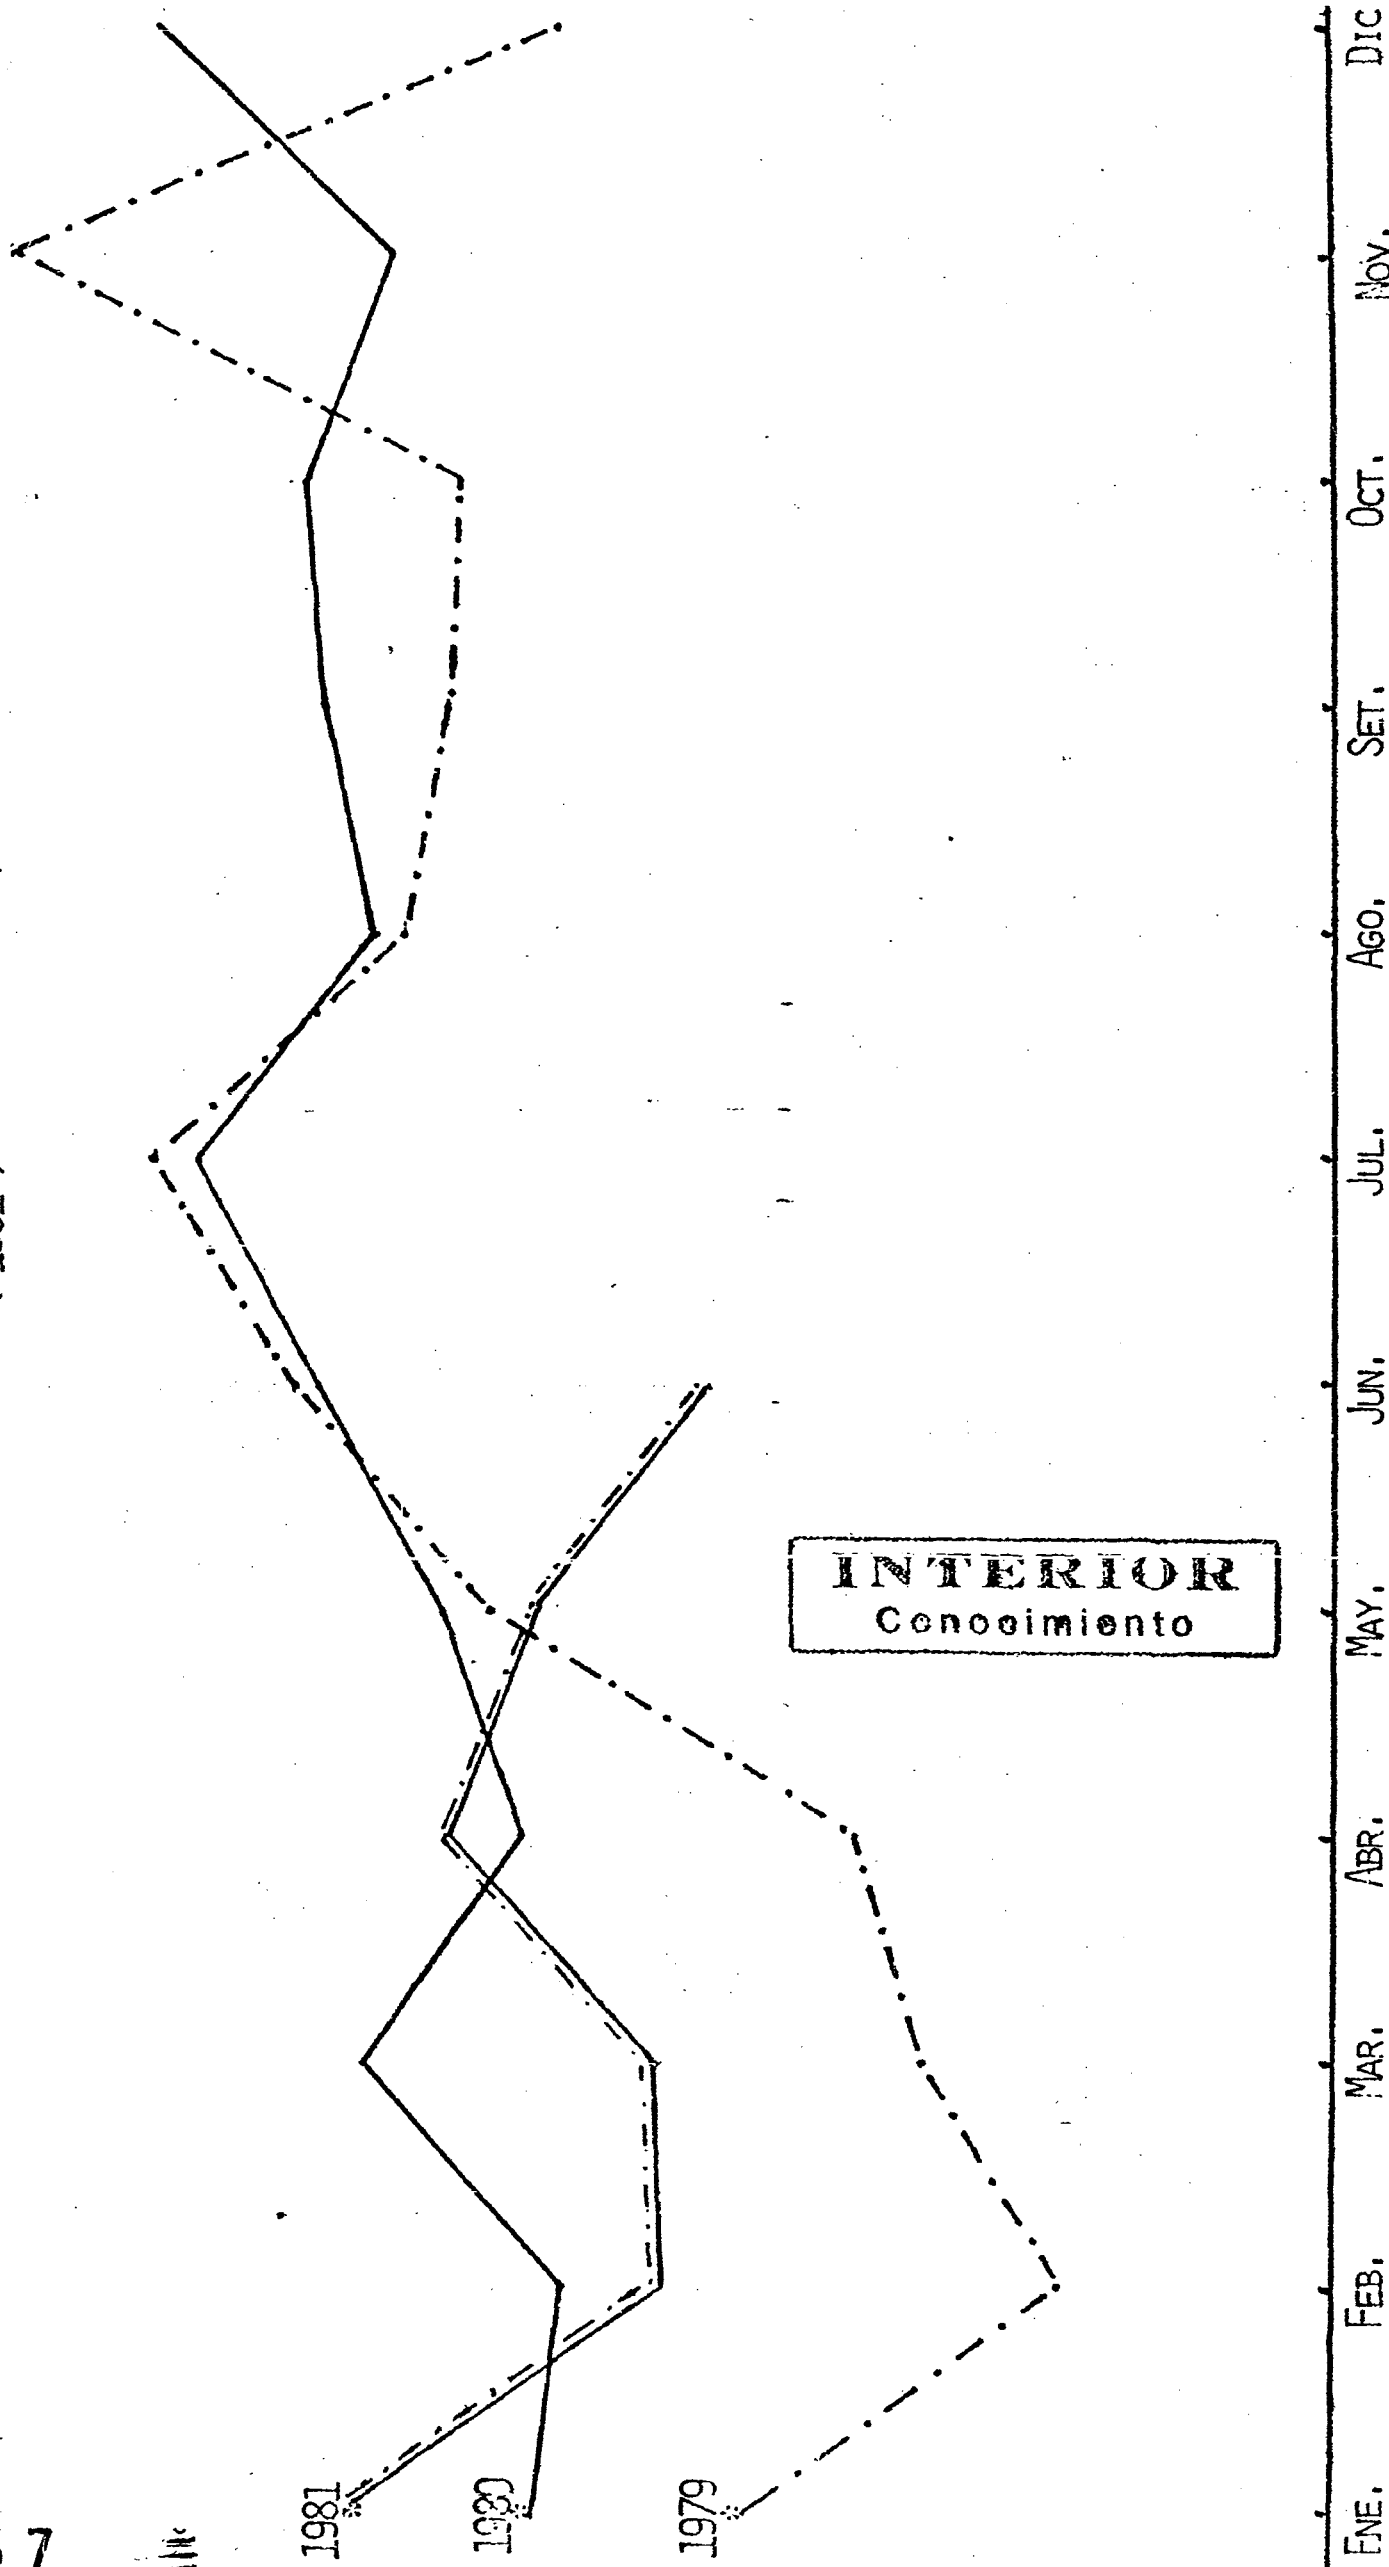 7
1981
1980
1979
INTERIOR
Conocimiento
ENE. FEB. MAR. ABR. MAY. JUN. JUL. AGO. SET. OCT. NOV. DIC